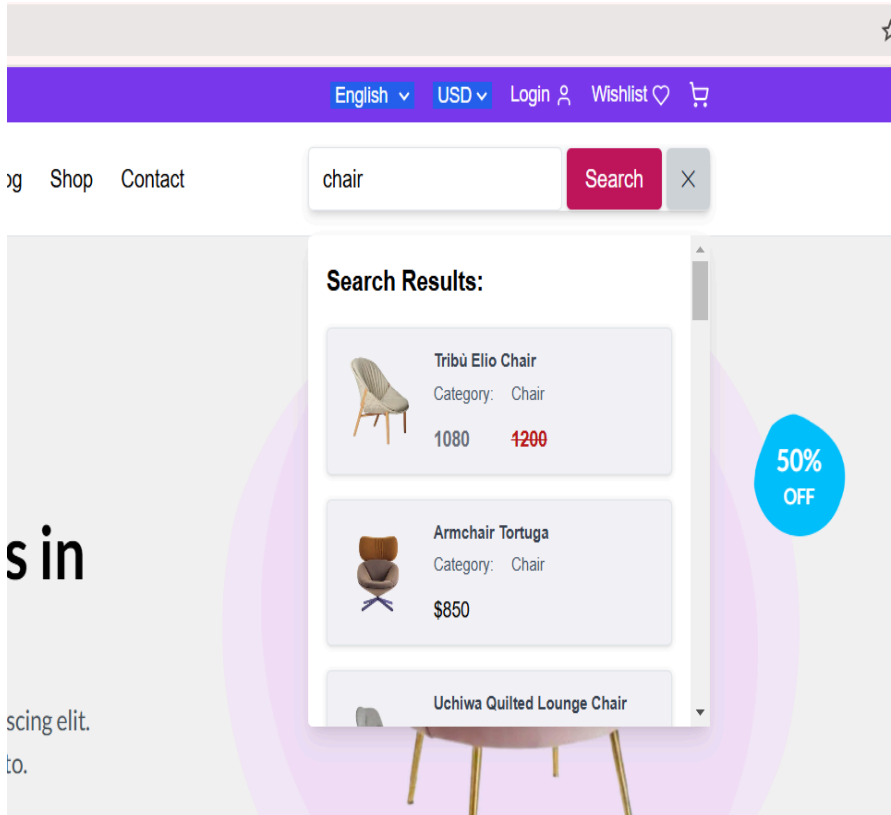 English USD Login Wishlist
og Shop Contact
chair Search X
Search Results:
Tribù Elio Chair
Category: Chair
1080 1200
50%
OFF
Armchair Tortuga
Category: Chair
$850
s in
Uchiwa Quilted Lounge Chair
scing elit.
to.